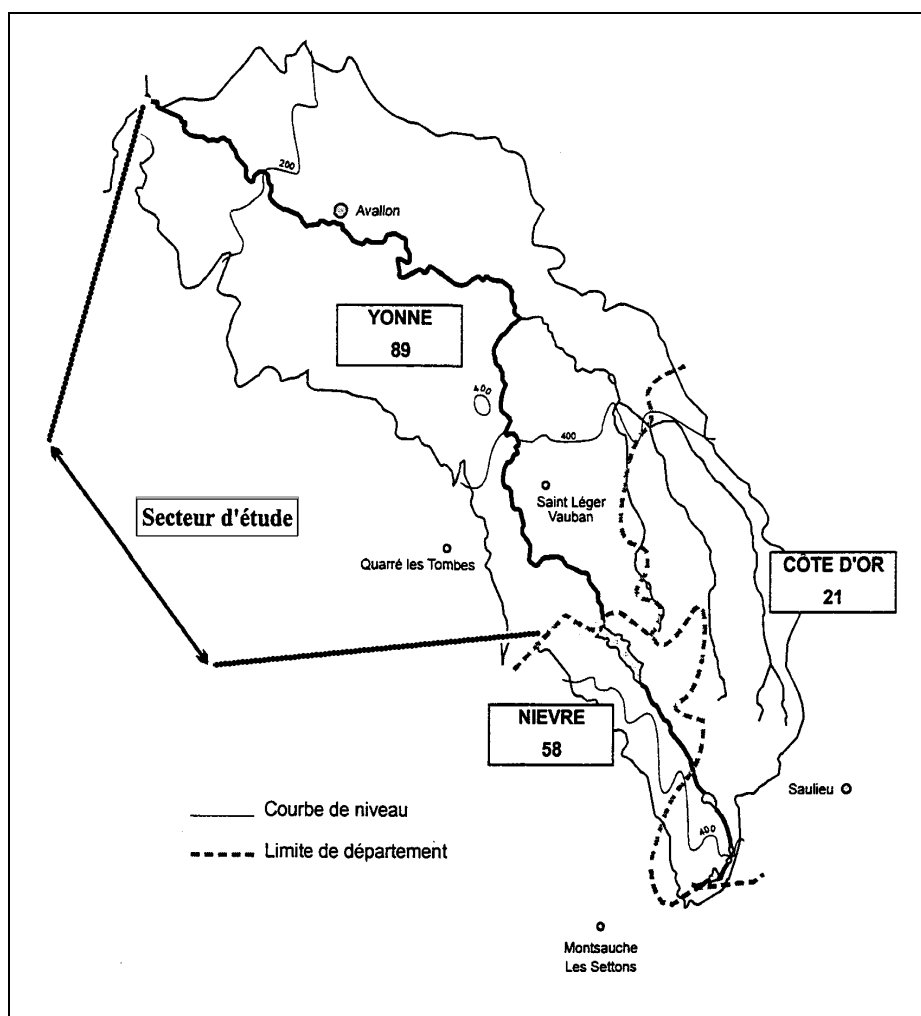 200
Avallon
YONNE
89
400
400
Saint Léger
Vauban
Secteur d'étude
Quarré les Tombes
CÔTE D'OR
21
NIEVRE
58
Saulieu
Courbe de niveau
400
Limite de département
Montsauche
Les Settons